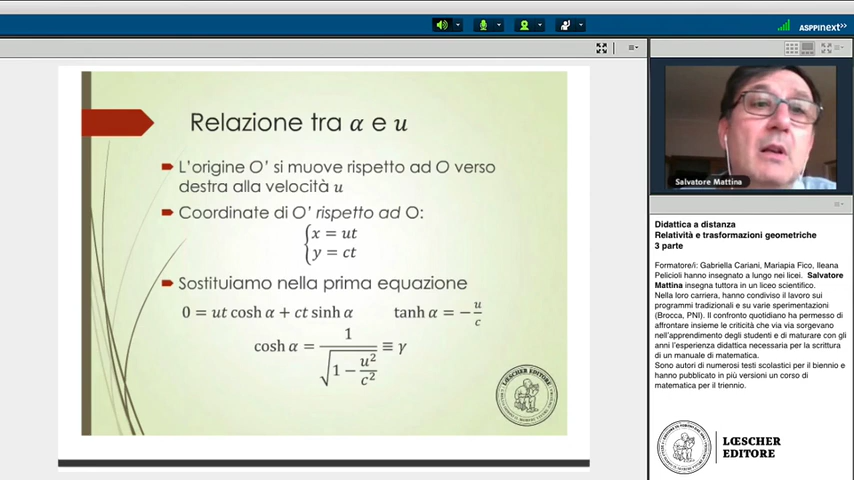 ASPPInext>>
Relazione tra α e u
L'origine O' si muove rispetto ad O verso
destra alla velocità u
Coordinate di O' rispetto ad O:
{x = ut
y = ct
Sostituiamo nella prima equazione
0 = ut cosh α + ct sinh α tanh α = −u/c
cosh α = 1/√(1 − u²/c²) ≡ γ
LŒSCHER EDITORE
Salvatore Mattina
Didattica a distanza
Relatività e trasformazioni geometriche
3 parte
Formatore/i: Gabriella Cariani, Mariapia Fico, Ileana
Pelicioli hanno insegnato a lungo nei licei. Salvatore
Mattina insegna tuttora in un liceo scientifico.
Nella loro carriera, hanno condiviso il lavoro sui
programmi tradizionali e su varie sperimentazioni
(Brocca, PNI). Il confronto quotidiano ha permesso di
affrontare insieme le criticità che via via sorgevano
nell'apprendimento degli studenti e di maturare con gli
anni l'esperienza didattica necessaria per la scrittura
di un manuale di matematica.
Sono autori di numerosi testi scolastici per il biennio e
hanno pubblicato in più versioni un corso di
matematica per il triennio.
LŒSCHER
EDITORE